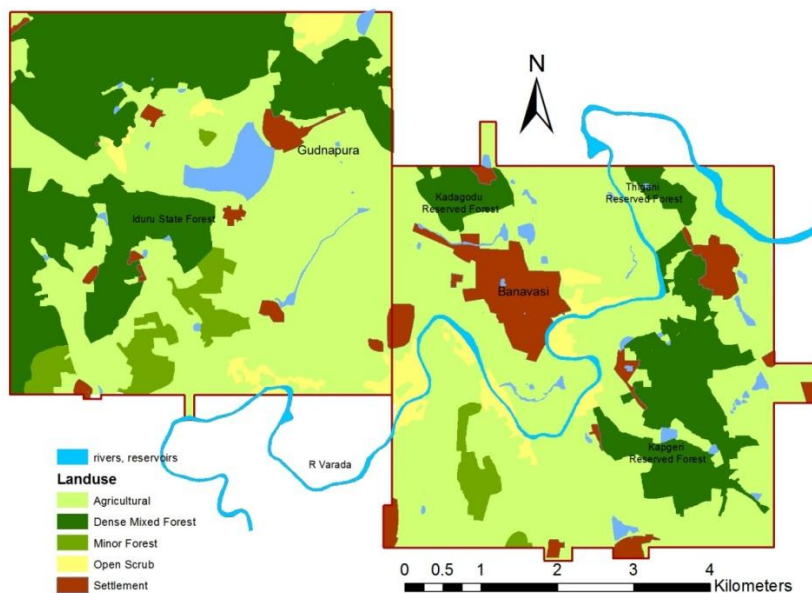 N
Gudnapura
Kadagodu
Reserved Forest
Thigani
Reserved Forest
Iduru State Forest
Banavasi
Kapgeri
Reserved Forest
R Varada
rivers, reservoirs
Landuse
Agricultural
Dense Mixed Forest
Minor Forest
Open Scrub
Settlement
0 0.5 1 2 3 4
Kilometers